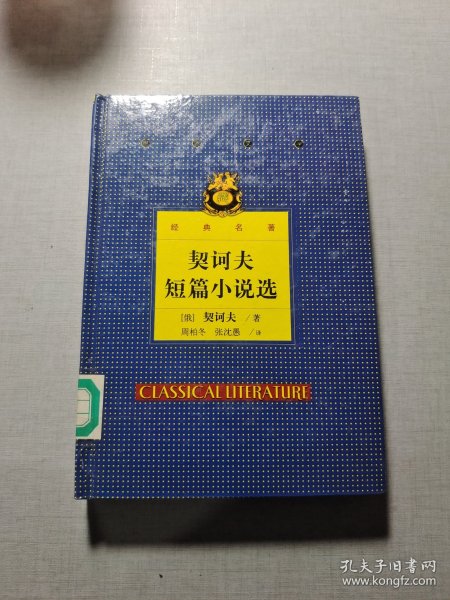 经典名著
契诃夫
短篇小说选
[俄] 契诃夫 / 著
周柏冬 张沈愚 / 译
CLASSICAL LITERATURE
孔夫子旧书网
www.kongfz.com